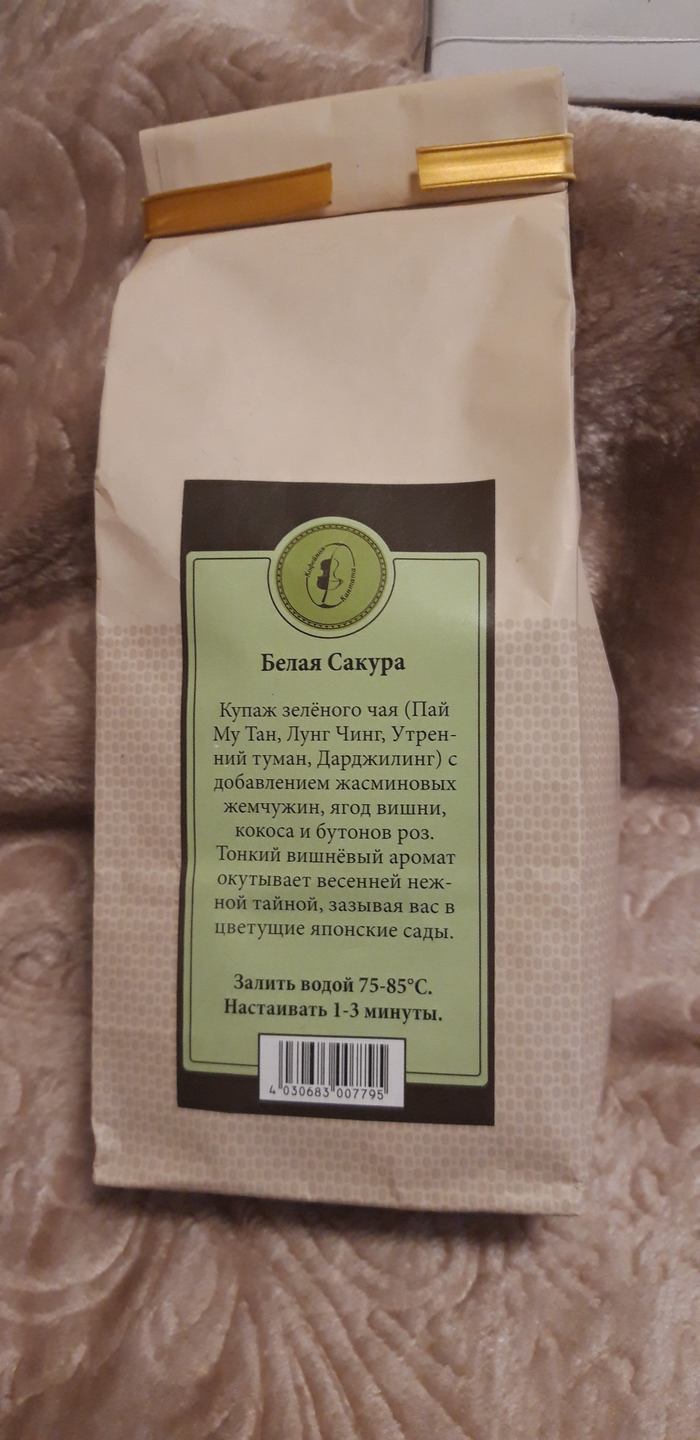 Кофейная
Кантата
Белая Сакура
Купаж зелёного чая (Пай
Му Тан, Лунг Чинг, Утрен-
ний туман, Дарджилинг) с
добавлением жасминовых
жемчужин, ягод вишни,
кокоса и бутонов роз.
Тонкий вишнёвый аромат
окутывает весенней неж-
ной тайной, зазывая вас в
цветущие японские сады.
Залить водой 75-85°С.
Настаивать 1-3 минуты.
4 030683 007795